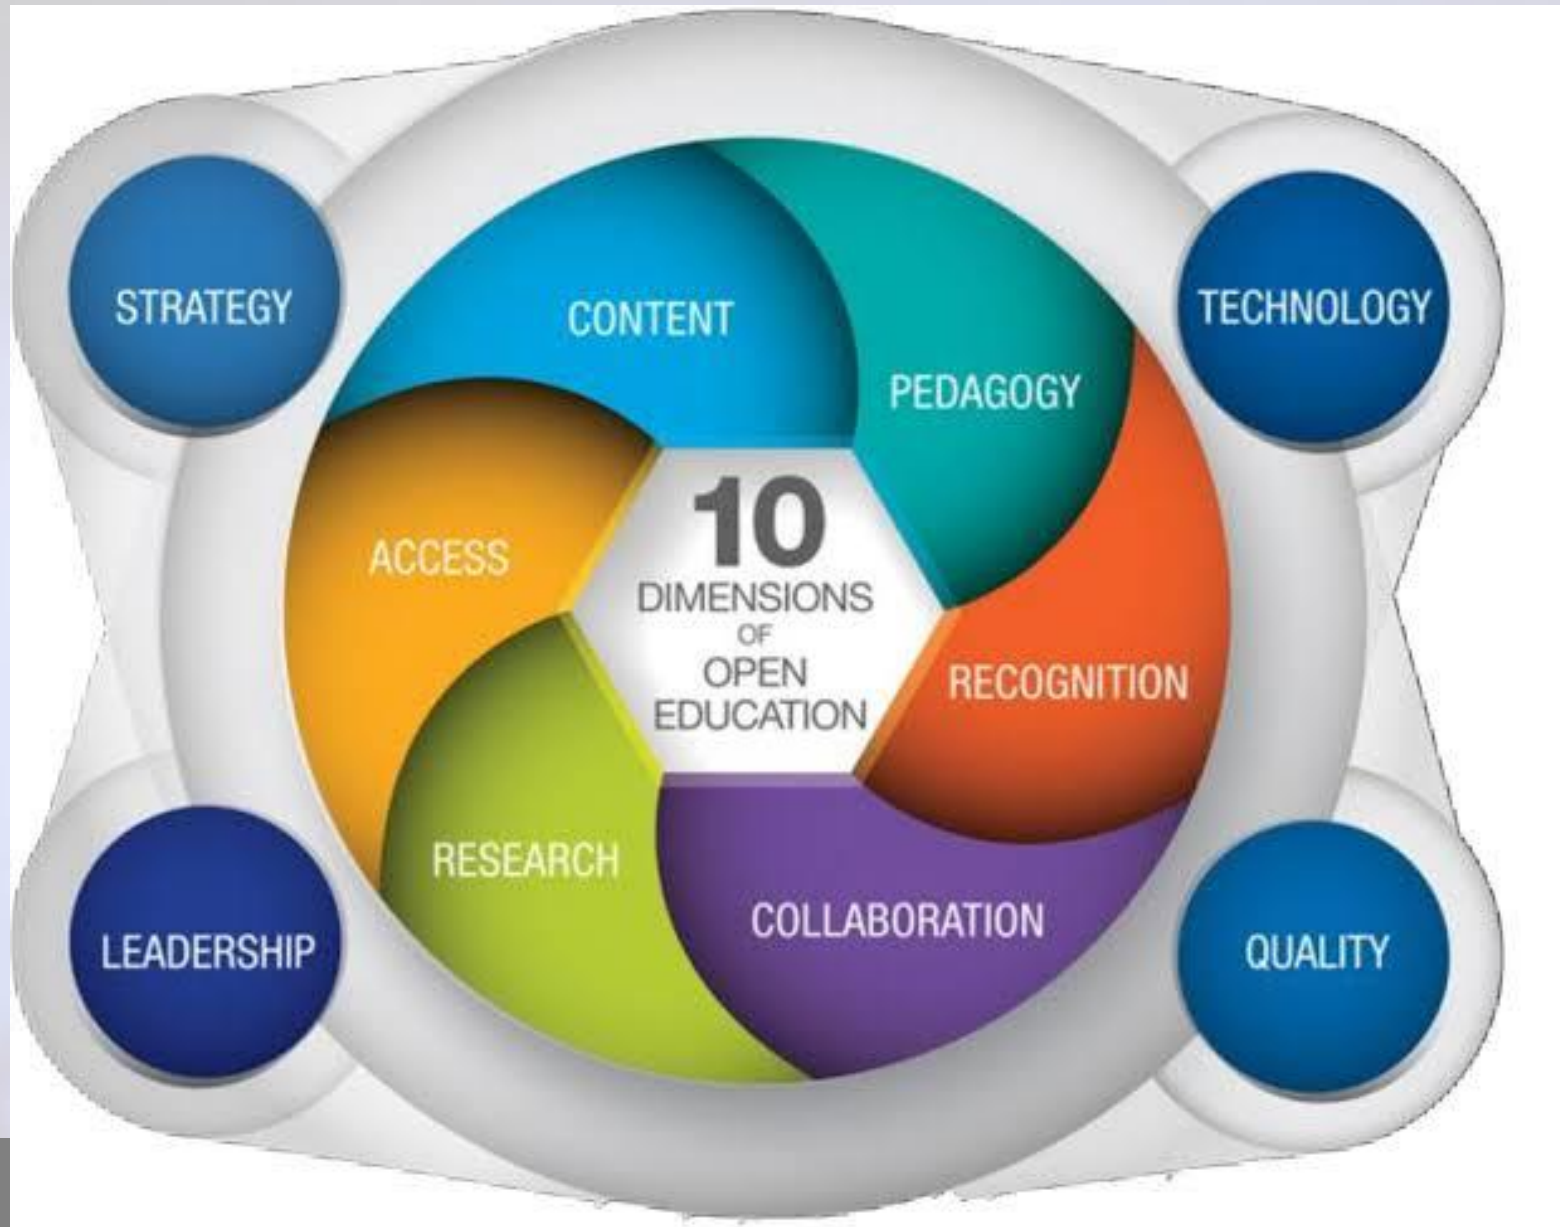 STRATEGY
TECHNOLOGY
CONTENT
PEDAGOGY
ACCESS
10
DIMENSIONS
OF
OPEN
EDUCATION
RECOGNITION
RESEARCH
COLLABORATION
LEADERSHIP
QUALITY